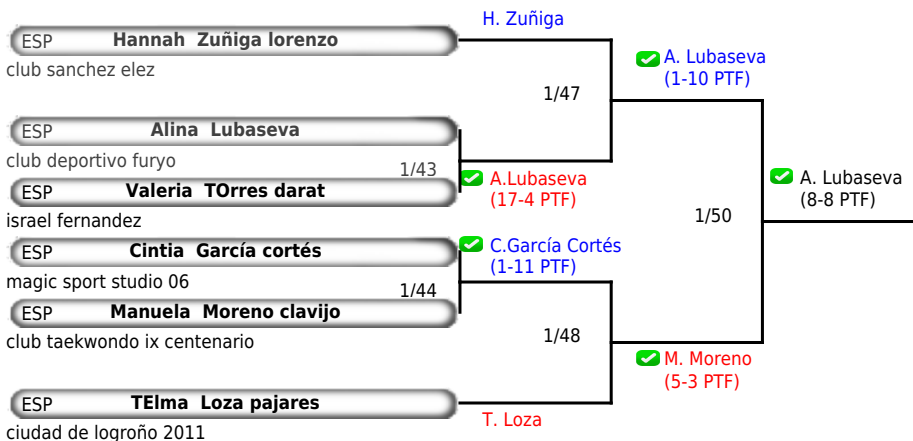 H. Zuñiga
ESP Hannah Zuñiga lorenzo
club sanchez elez
A. Lubaseva
(1-10 PTF)
1/47
ESP Alina Lubaseva
club deportivo furyo
1/43
ESP Valeria TOrres darat
israel fernandez
A.Lubaseva
(17-4 PTF)
A. Lubaseva
(8-8 PTF)
1/50
ESP Cintia García cortés
magic sport studio 06
C.García Cortés
(1-11 PTF)
1/44
ESP Manuela Moreno clavijo
club taekwondo ix centenario
1/48
M. Moreno
(5-3 PTF)
ESP TElma Loza pajares
ciudad de logroño 2011
T. Loza